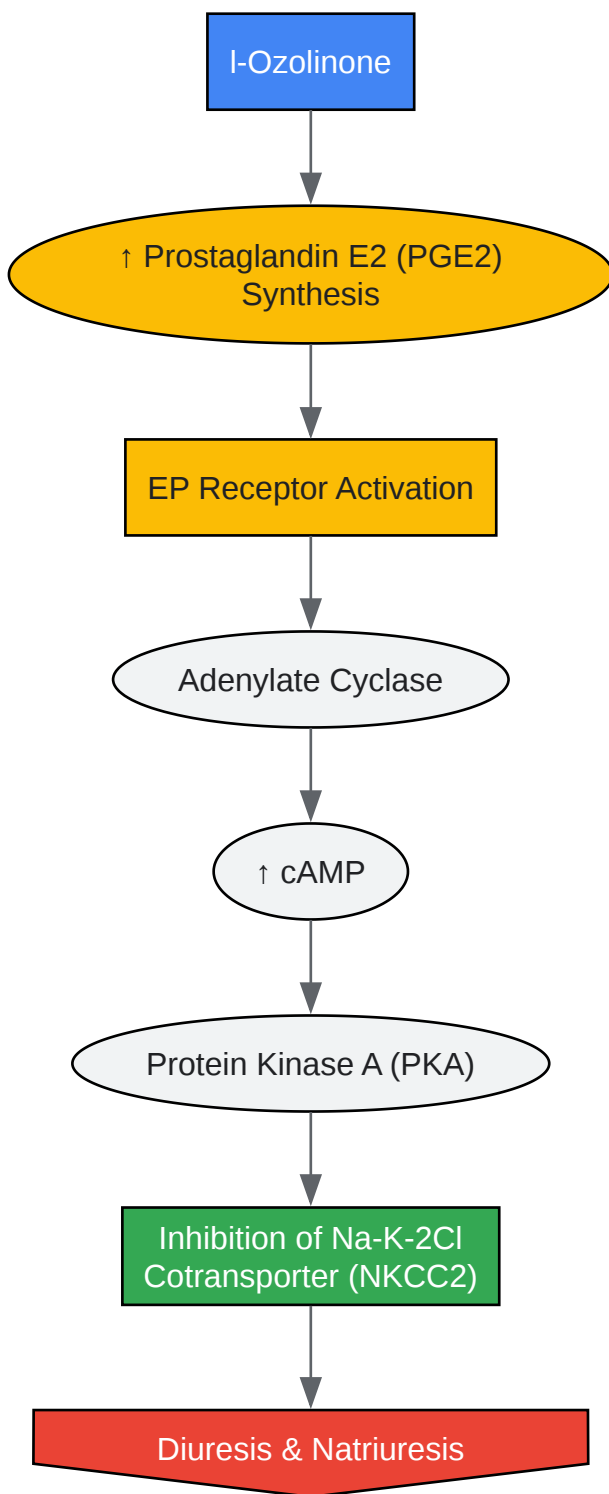 l-Ozolinone
↑ Prostaglandin E2 (PGE2)
Synthesis
EP Receptor Activation
Adenylate Cyclase
↑ cAMP
Protein Kinase A (PKA)
Inhibition of Na-K-2Cl
Cotransporter (NKCC2)
Diuresis & Natriuresis